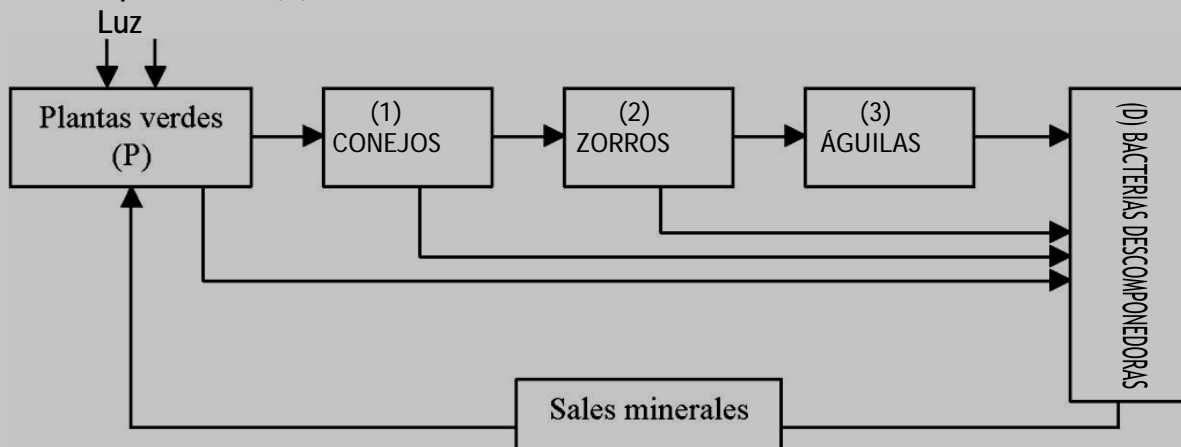 Luz
Plantas verdes
(P)
(1)
CONEJOS
(2)
ZORROS
(3)
ÁGUILAS
(D) BACTERIAS DESCOMPONEDORAS
Sales minerales